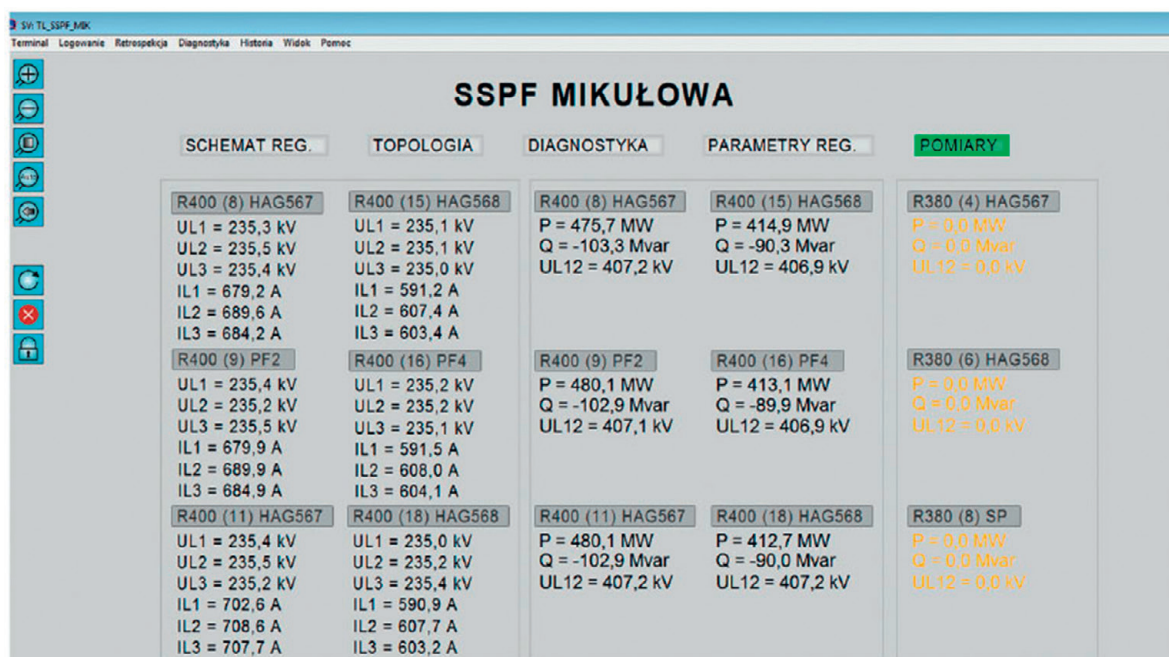 SV: TL_SSPF_MIK
Terminal Logowanie Retrospekcja Diagnostyka Historia Widok Pomoc
SSPF MIKUŁOWA
SCHEMAT REG. TOPOLOGIA DIAGNOSTYKA PARAMETRY REG. POMIARY
R400 (8) HAG567 R400 (15) HAG568 R400 (8) HAG567 R400 (15) HAG568 R380 (4) HAG567
UL1 = 235,3 kV UL1 = 235,1 kV P = 475,7 MW P = 414,9 MW P = 0,0 MW
UL2 = 235,5 kV UL2 = 235,1 kV Q = -103,3 Mvar Q = -90,3 Mvar Q = 0,0 Mvar
UL3 = 235,4 kV UL3 = 235,0 kV UL12 = 407,2 kV UL12 = 406,9 kV UL12 = 0,0 kV
IL1 = 679,2 A IL1 = 591,2 A
IL2 = 689,6 A IL2 = 607,4 A
IL3 = 684,2 A IL3 = 603,4 A
R400 (9) PF2 R400 (16) PF4 R400 (9) PF2 R400 (16) PF4 R380 (6) HAG568
UL1 = 235,4 kV UL1 = 235,2 kV P = 480,1 MW P = 413,1 MW P = 0,0 MW
UL2 = 235,2 kV UL2 = 235,2 kV Q = -102,9 Mvar Q = -89,9 Mvar Q = 0,0 Mvar
UL3 = 235,5 kV UL3 = 235,1 kV UL12 = 407,1 kV UL12 = 406,9 kV UL12 = 0,0 kV
IL1 = 679,9 A IL1 = 591,5 A
IL2 = 689,9 A IL2 = 608,0 A
IL3 = 684,9 A IL3 = 604,1 A
R400 (11) HAG567 R400 (18) HAG568 R400 (11) HAG567 R400 (18) HAG568 R380 (8) SP
UL1 = 235,4 kV UL1 = 235,0 kV P = 480,1 MW P = 412,7 MW P = 0,0 MW
UL2 = 235,5 kV UL2 = 235,2 kV Q = -102,9 Mvar Q = -90,0 Mvar Q = 0,0 Mvar
UL3 = 235,2 kV UL3 = 235,4 kV UL12 = 407,2 kV UL12 = 407,2 kV UL12 = 0,0 kV
IL1 = 702,6 A IL1 = 590,9 A
IL2 = 708,6 A IL2 = 607,7 A
IL3 = 707,7 A IL3 = 603,2 A